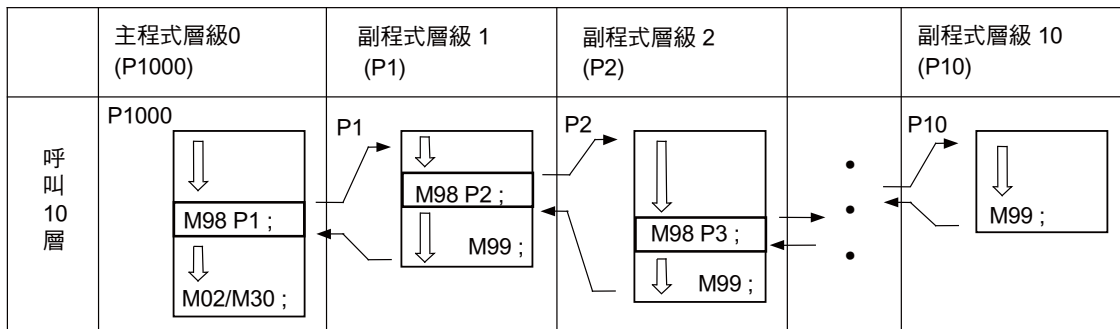 主程式層級0
(P1000)
副程式層級 1
(P1)
副程式層級 2
(P2)
副程式層級 10
(P10)
呼
叫
10
層
P1000
M98 P1 ;
M02/M30 ;
P1
M98 P2 ;
M99 ;
P2
M98 P3 ;
M99 ;
P10
M99 ;